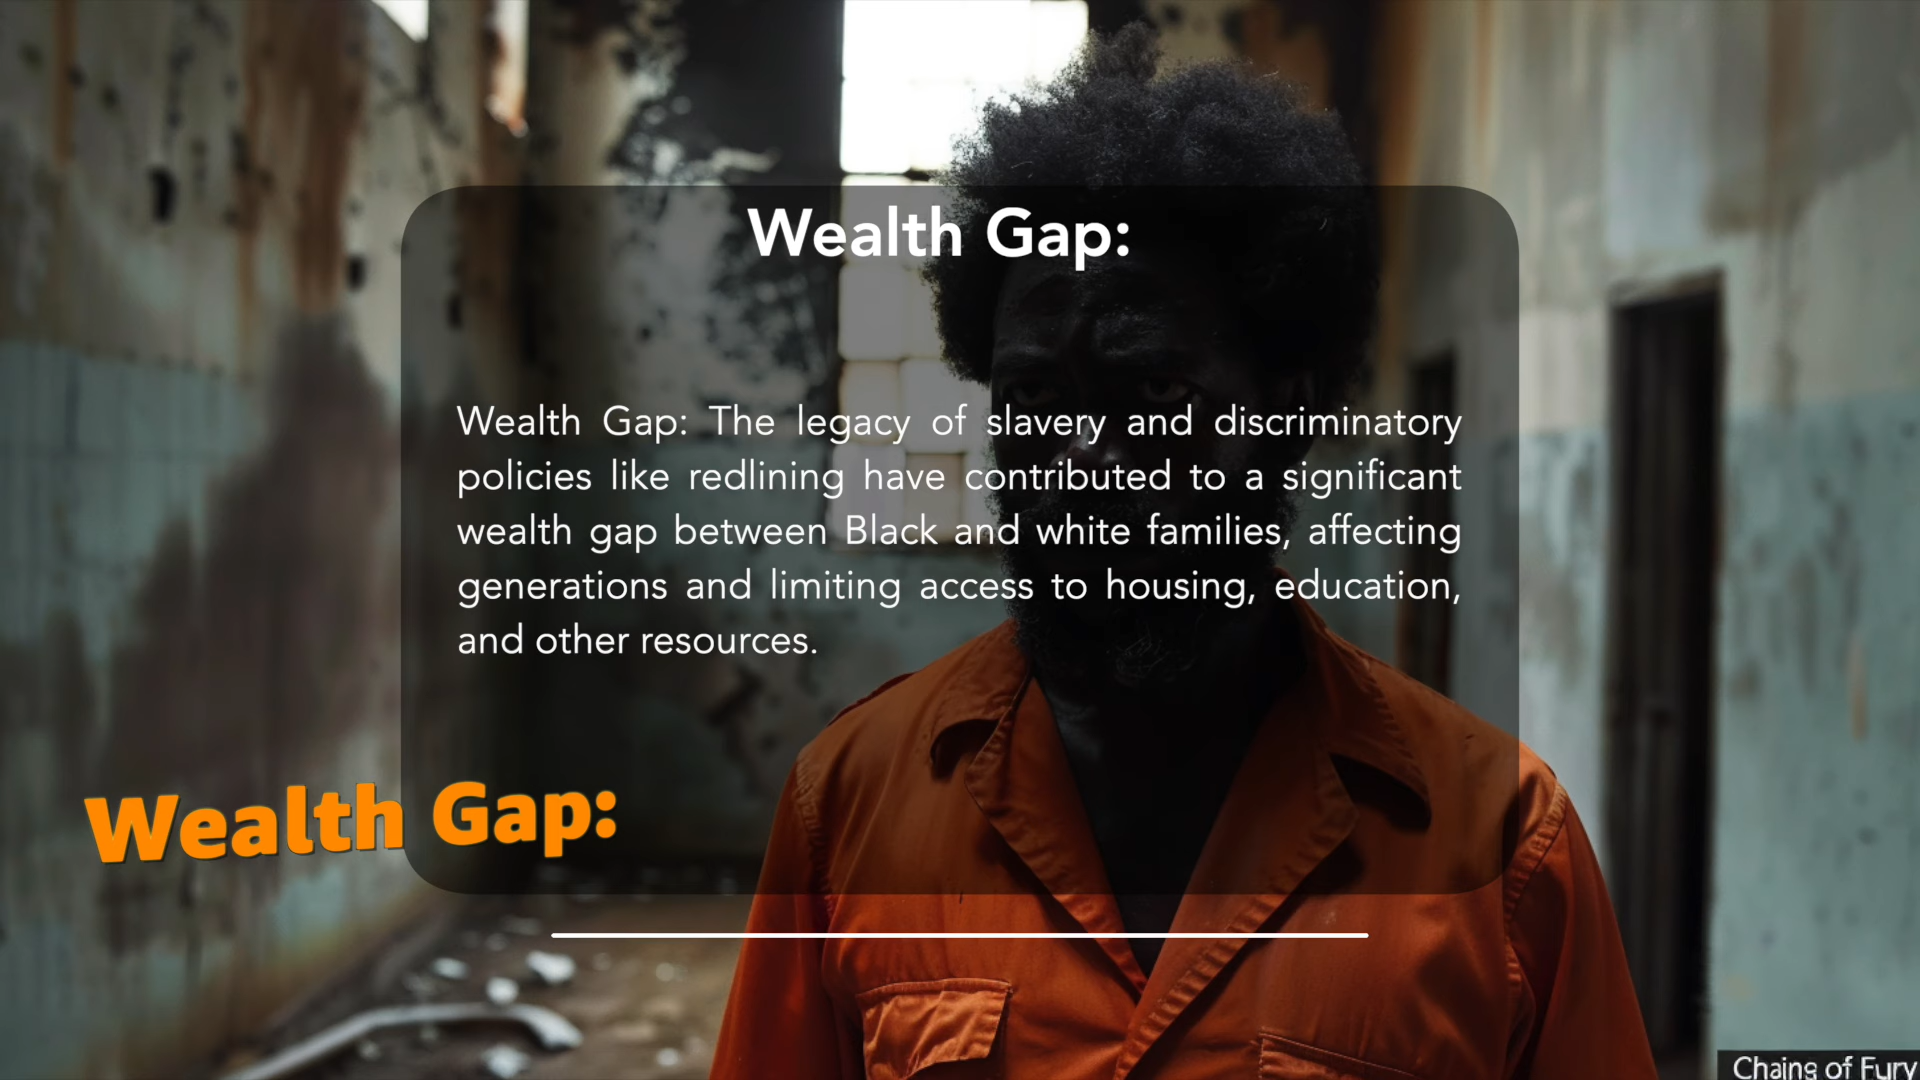 Wealth Gap:
Wealth Gap: The legacy of slavery and discriminatory
policies like redlining have contributed to a significant
wealth gap between Black and white families, affecting
generations and limiting access to housing, education,
and other resources.
Wealth Gap:
Chains of Fury